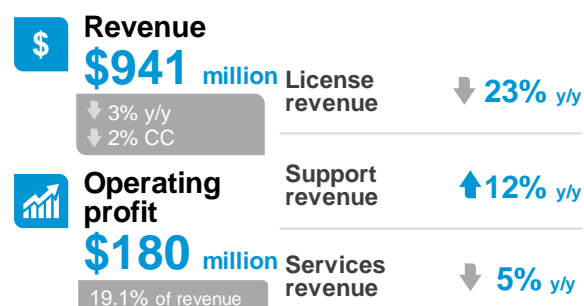 $
Revenue
$941 million
3% y/y
2% CC
Operating
profit
$180 million
19.1% of revenue
License
revenue
23% y/y
Support
revenue
12% y/y
Services
revenue
5% y/y